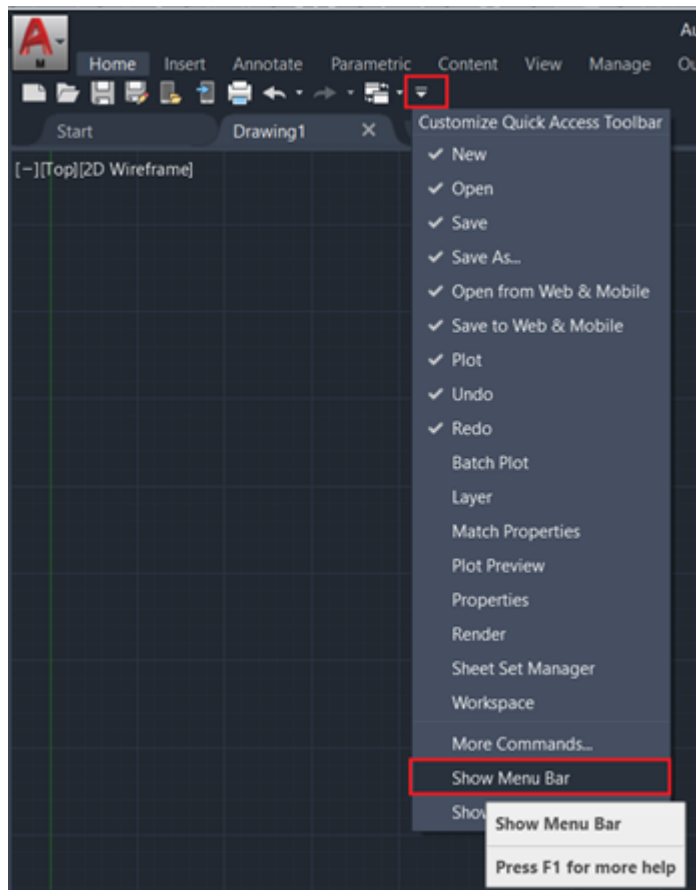 Au
M
Home Insert Annotate Parametric Content View Manage Ou
Start Drawing1
Customize Quick Access Toolbar
[−][Top][2D Wireframe]
New
Open
Save
Save As...
Open from Web & Mobile
Save to Web & Mobile
Plot
Undo
Redo
Batch Plot
Layer
Match Properties
Plot Preview
Properties
Render
Sheet Set Manager
Workspace
More Commands...
Show Menu Bar
Show
Show Menu Bar
Press F1 for more help